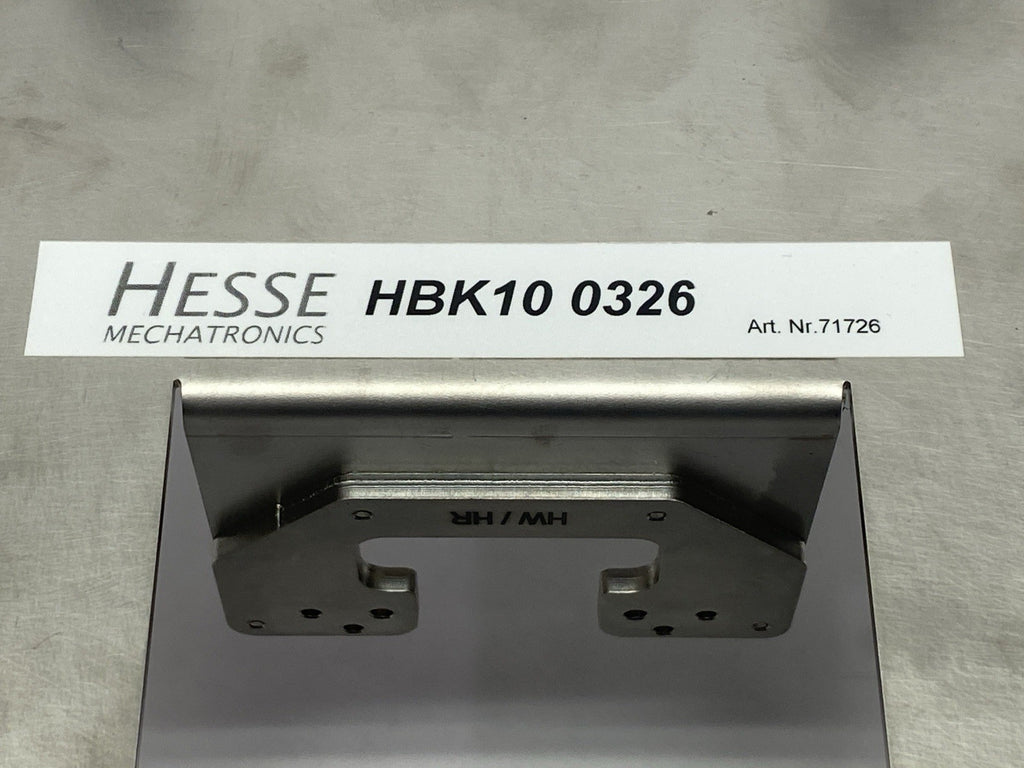 HESSE
MECHATRONICS
HBK10 0326
Art. Nr.71726
HW / HR